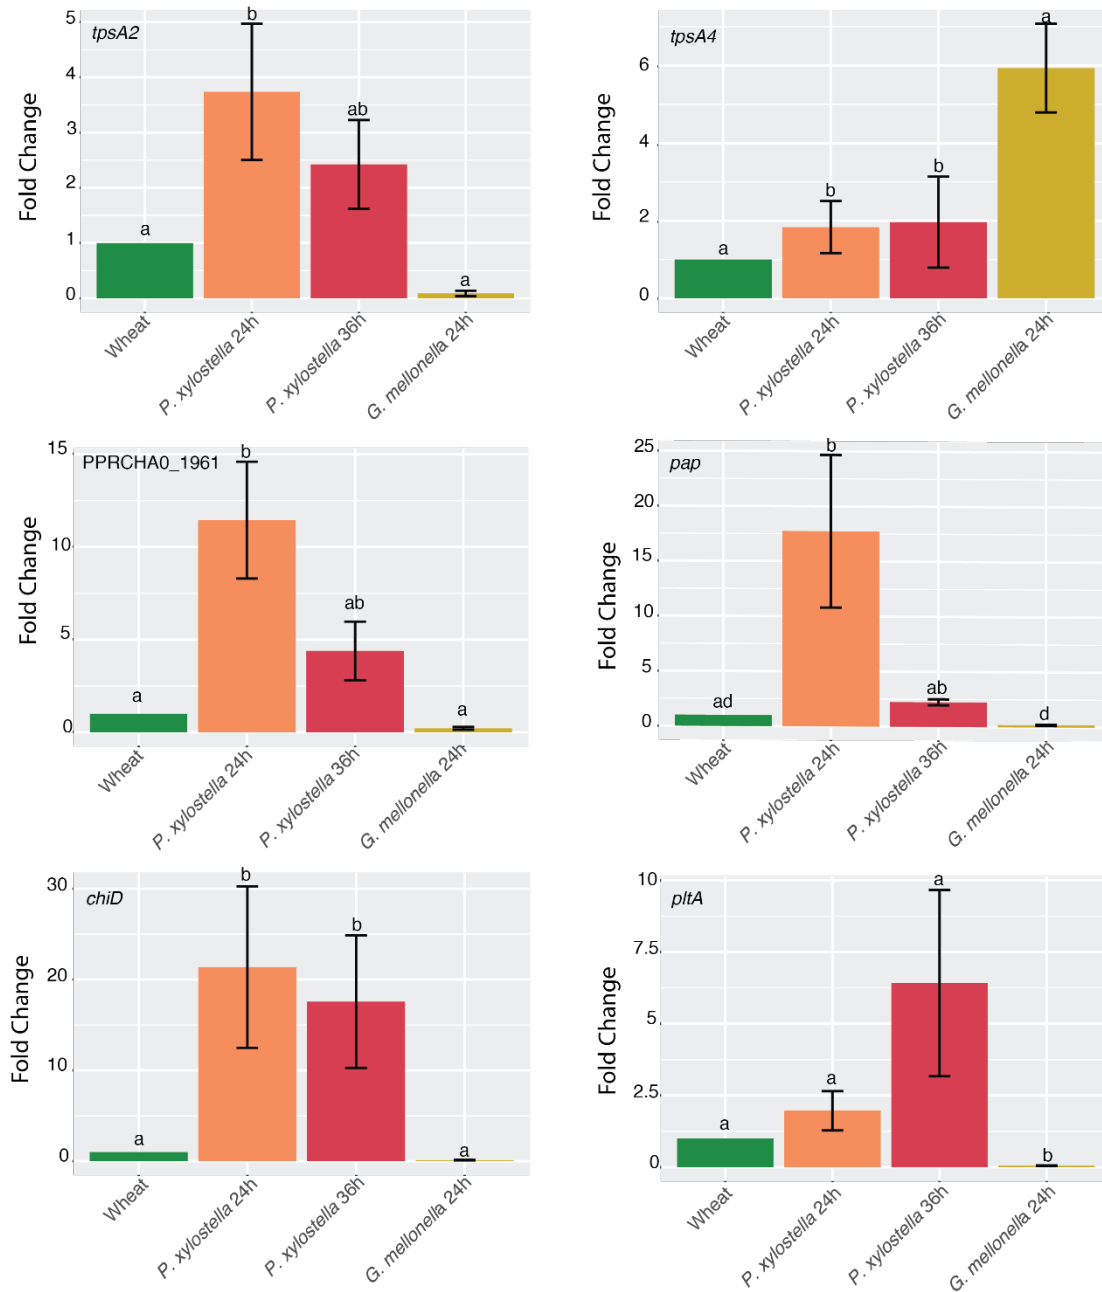 tpsA2
Fold Change
5
4
3
2
1
0
a
b
ab
a
Wheat
P. xylostella 24h
P. xylostella 36h
G. mellonella 24h
tpsA4
Fold Change
6
4
2
0
a
b
b
a
Wheat
P. xylostella 24h
P. xylostella 36h
G. mellonella 24h
PPRCHA0_1961
Fold Change
15
10
5
0
a
b
ab
a
Wheat
P. xylostella 24h
P. xylostella 36h
G. mellonella 24h
pap
Fold Change
25
20
15
10
5
0
ad
b
ab
d
Wheat
P. xylostella 24h
P. xylostella 36h
G. mellonella 24h
chiD
Fold Change
30
20
10
0
a
b
b
a
Wheat
P. xylostella 24h
P. xylostella 36h
G. mellonella 24h
pltA
Fold Change
10
7.5
5
2.5
0
a
a
a
b
Wheat
P. xylostella 24h
P. xylostella 36h
G. mellonella 24h